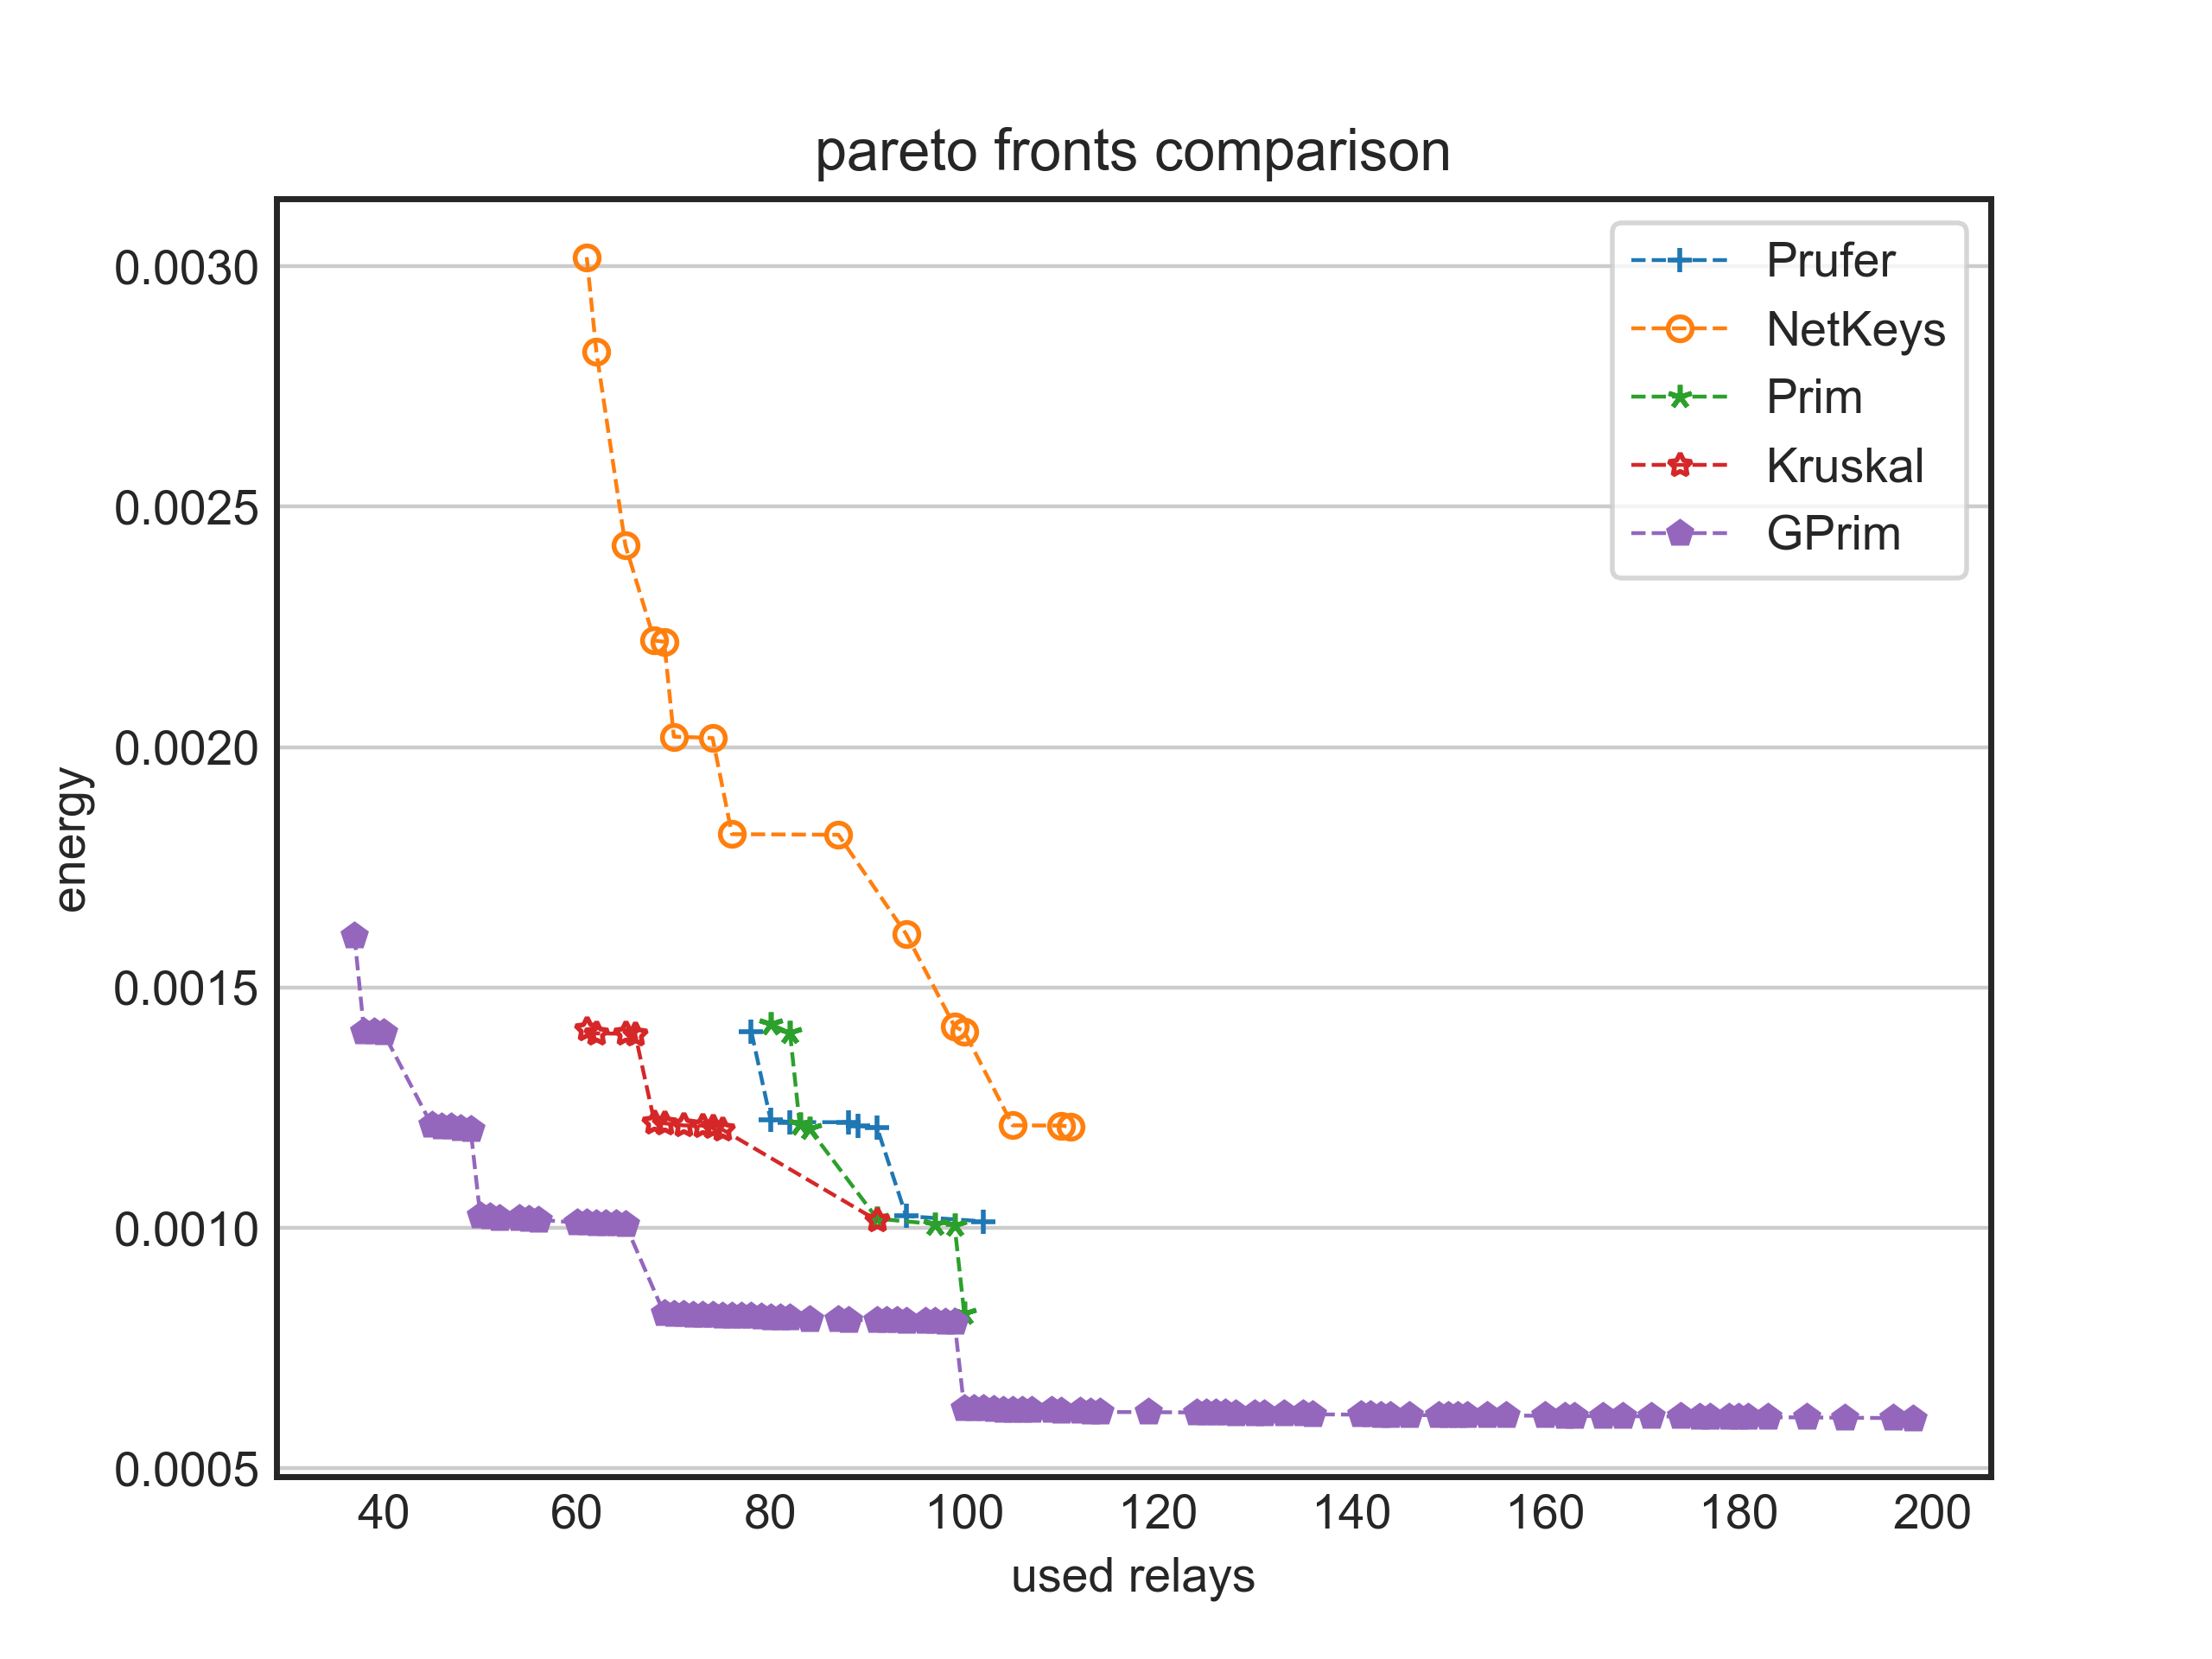 pareto fronts comparison
0.0030
0.0025
0.0020
0.0015
0.0010
0.0005
energy
Prufer
NetKeys
Prim
Kruskal
GPrim
40 60 80 100 120 140 160 180 200
used relays